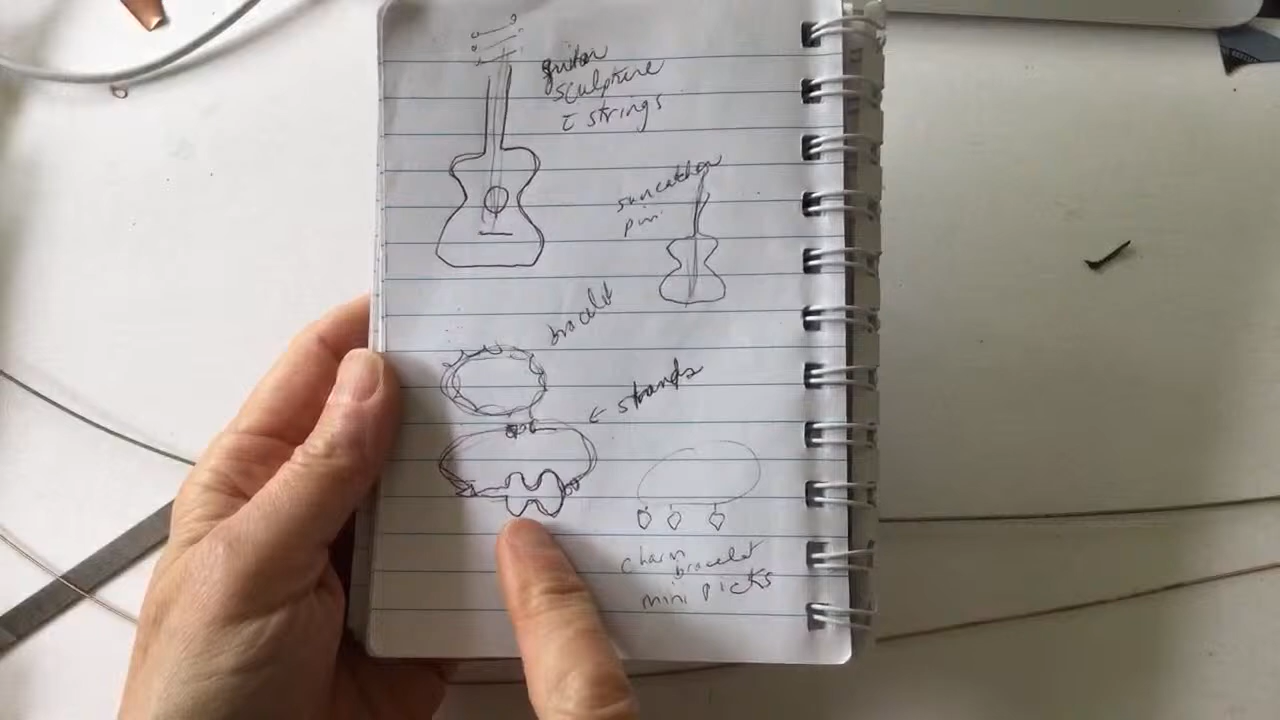 guitar
sculpture
c̄ strings
suncatcher
pin
bracelet
← strands
charm
bracelet
mini picks